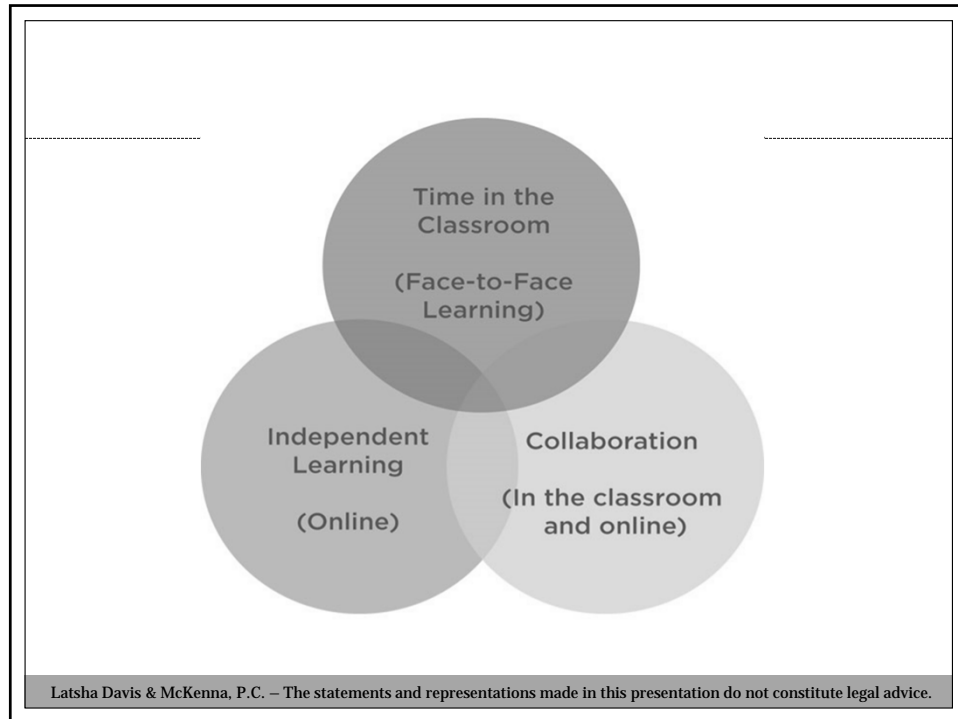 Time in the
Classroom
(Face-to-Face
Learning)
Independent
Learning
(Online)
Collaboration
(In the classroom
and online)
Latsha Davis & McKenna, P.C. – The statements and representations made in this presentation do not constitute legal advice.